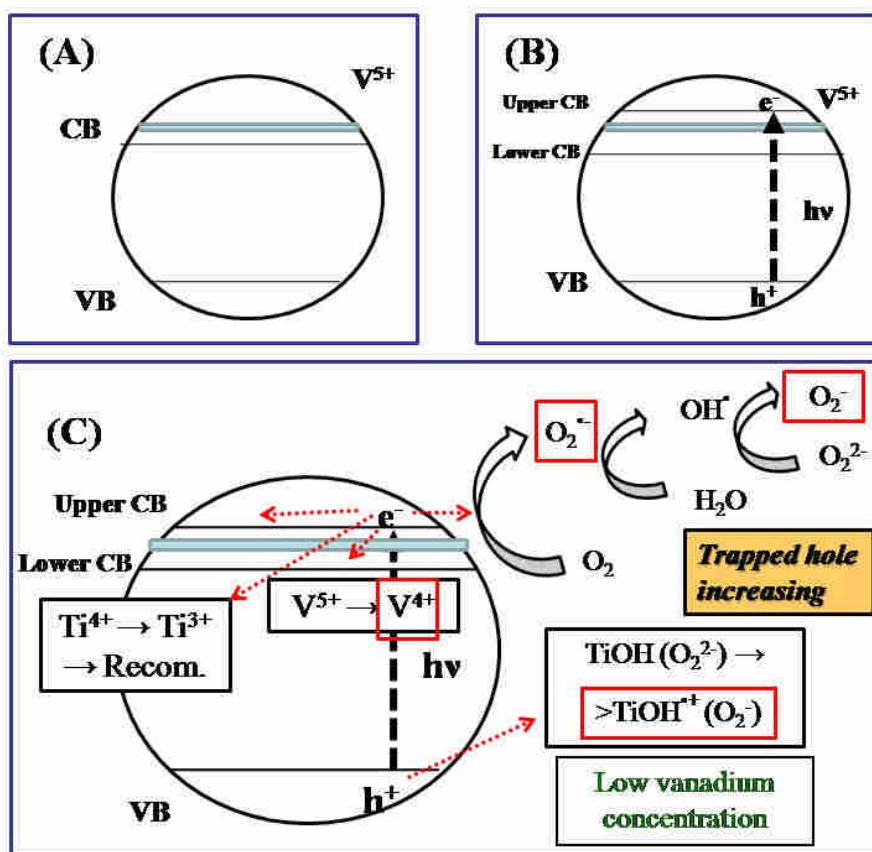 (A)
V⁵⁺
CB
VB
(B)
Upper CB
e⁻
V⁵⁺
Lower CB
hν
VB
h⁺
(C)
O₂•⁻
OH•
O₂⁻
O₂²⁻
H₂O
Upper CB
e⁻
O₂
Lower CB
Trapped hole
increasing
V⁵⁺ → V⁴⁺
Ti⁴⁺ → Ti³⁺
→ Recom.
hν
TiOH (O₂²⁻) →
>TiOH•⁺ (O₂⁻)
VB
h⁺
Low vanadium
concentration